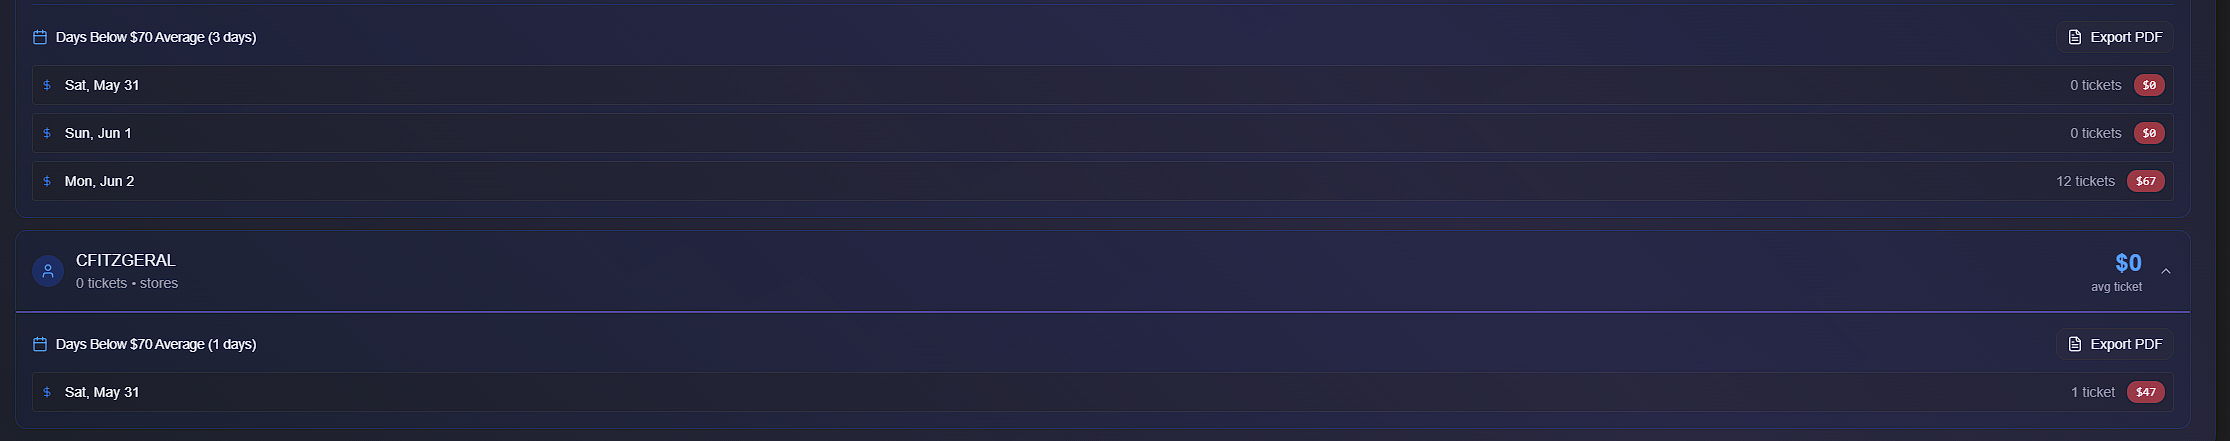 Days Below $70 Average (3 days) Export PDF
$ Sat, May 31 0 tickets $0
$ Sun, Jun 1 0 tickets $0
$ Mon, Jun 2 12 tickets $67
CFITZGERAL
$0
0 tickets • stores
avg ticket
Days Below $70 Average (1 days) Export PDF
$ Sat, May 31 1 ticket $47